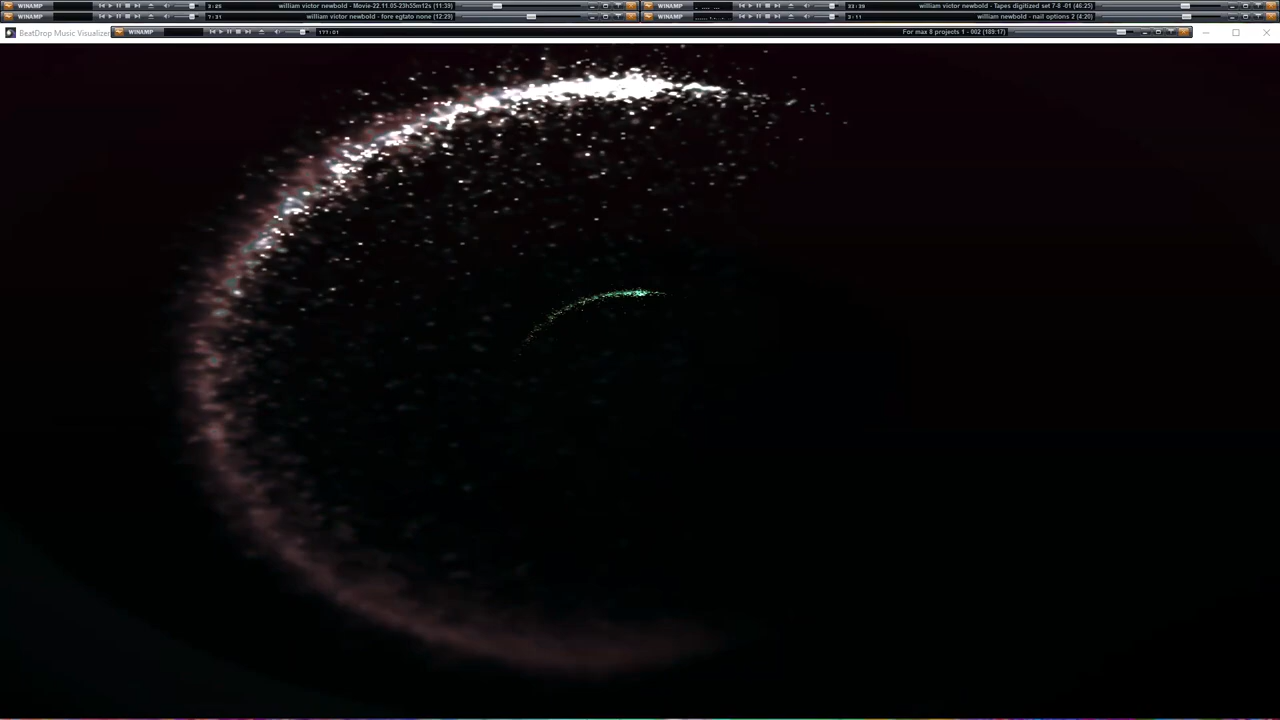 WINAMP 3:25 william victor newbold - Movie-22.11.05-23h55m12s (11:39)
WINAMP 33:39 william victor newbold - Tapes digitized set 7-8 -01 (46:25)
WINAMP 7:31 william victor newbold - fore egtato none (12:29)
WINAMP 3:11 william newbold - nail options 2 (4:20)
BeatDrop Music Visualizer WINAMP 171:01 For max 8 projects 1 - 002 (189:17)